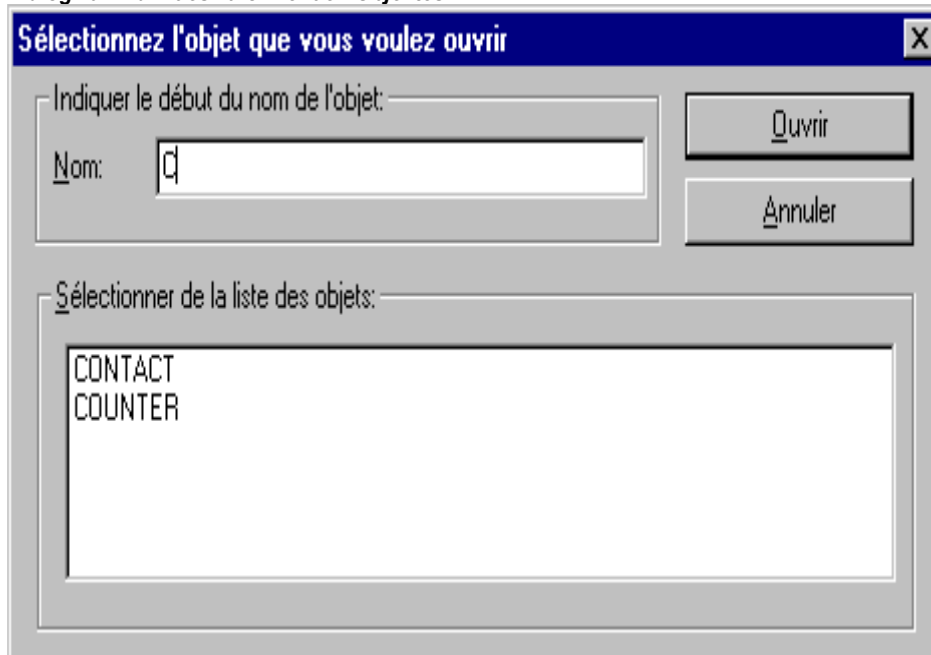 Sélectionnez l'objet que vous voulez ouvrir
Indiquer le début du nom de l'objet:
Nom: C
Ouvrir
Annuler
Sélectionner de la liste des objets:
CONTACT
COUNTER